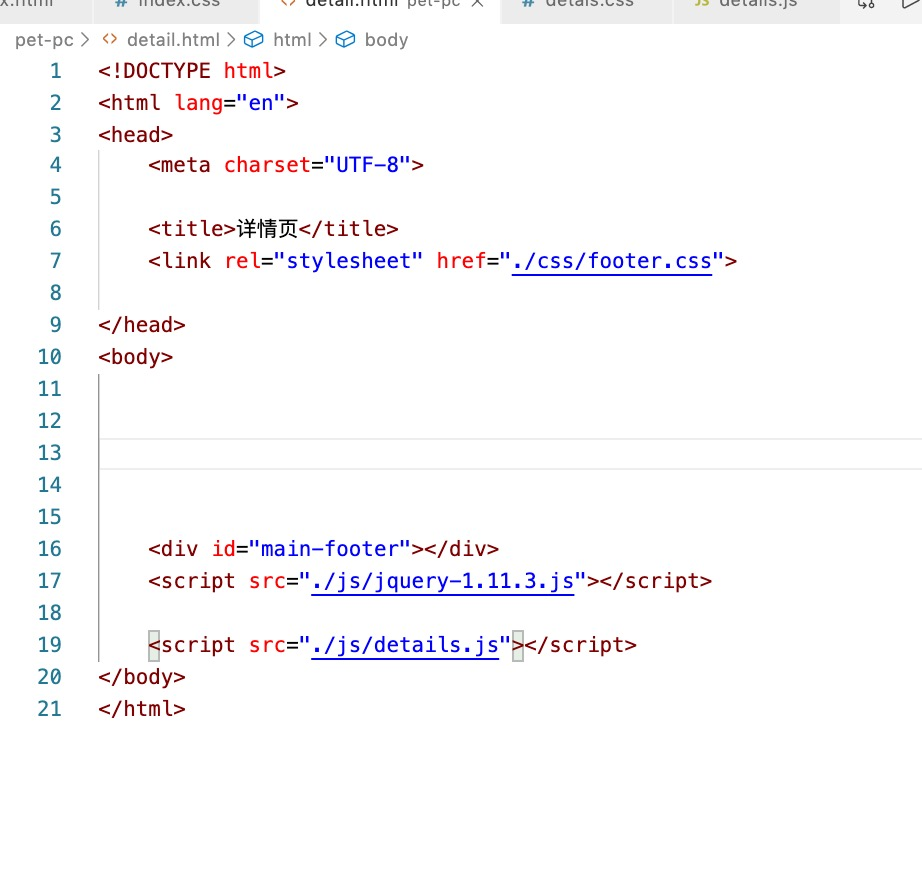 index.css detail.html pet-pc detals.css JS details.js
pet-pc > <> detail.html > html > body
1 <!DOCTYPE html>
2 <html lang="en">
3 <head>
4 <meta charset="UTF-8">
5
6 <title>详情页</title>
7 <link rel="stylesheet" href="./css/footer.css">
8
9 </head>
10 <body>
11
12
13
14
15
16 <div id="main-footer"></div>
17 <script src="./js/jquery-1.11.3.js"></script>
18
19 <script src="./js/details.js"></script>
20 </body>
21 </html>